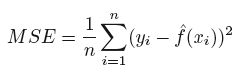 $MSE = \frac{1}{n} \sum_{i=1}^{n} (y_i - \hat{f}(x_i))^2$